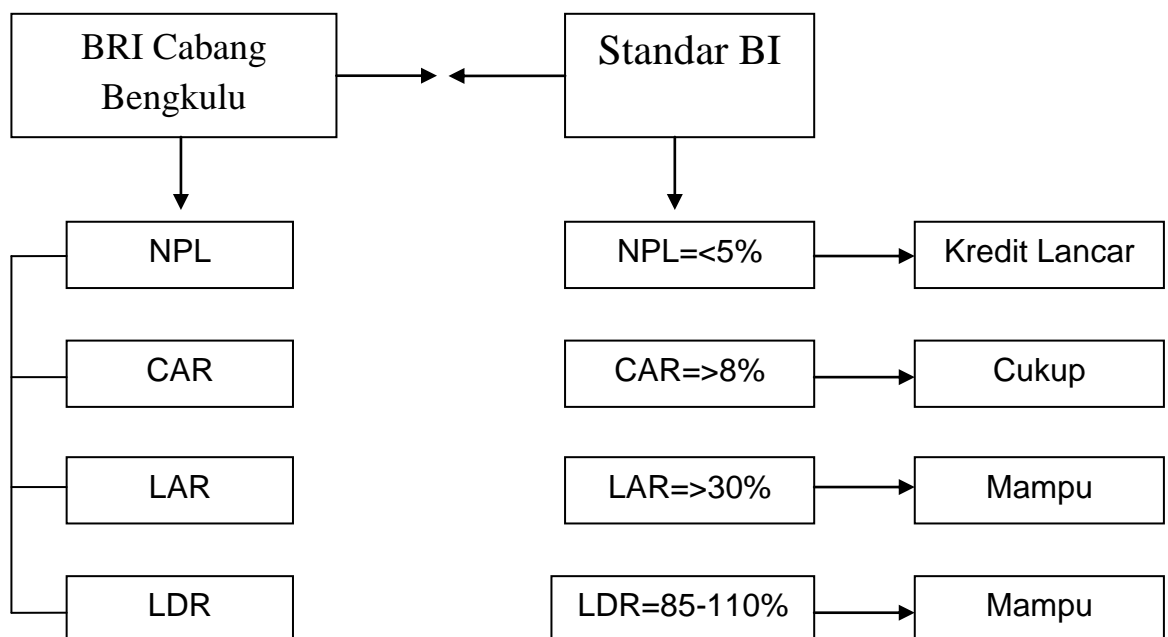 BRI Cabang
Bengkulu
Standar BI
NPL
NPL=<5%
Kredit Lancar
CAR
CAR=>8%
Cukup
LAR
LAR=>30%
Mampu
LDR
LDR=85-110%
Mampu